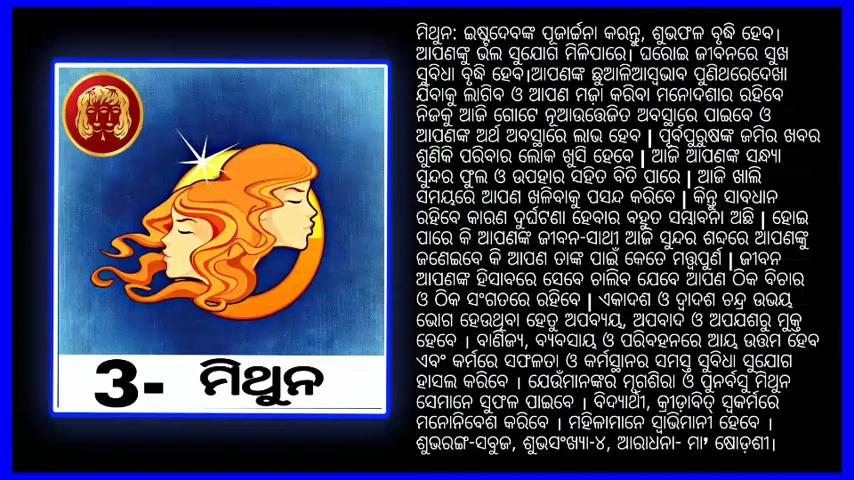 3- ମିଥୁନ
ମିଥୁନ: ଇଷ୍ଟଦେବଙ୍କ ପୂଜାର୍ଚ୍ଚନା କରନ୍ତୁ, ଶୁଭଫଳ ବୃଦ୍ଧି ହେବ।
ଆପଣଙ୍କୁ ଭଲ ସୁଯୋଗ ମିଳିପାରେ। ଘରୋଇ ଜୀବନରେ ସୁଖ
ସୁବିଧା ବୃଦ୍ଧି ହେବ।ଆପଣଙ୍କ ଛୁଆଳିଆସ୍ୱଭାବ ପୁଣିଥରେଦେଖା
ଯିବାକୁ ଲାଗିବ ଓ ଆପଣ ମଜ଼ା କରିବା ମନୋଦଶାର ରହିବେ
ନିଜକୁ ଆଜି ଗୋଟେ ନୂଆଉତ୍ତେଜିତ ଅବସ୍ଥାରେ ପାଇବେ ଓ
ଆପଣଙ୍କ ଅର୍ଥ ଅବସ୍ଥାରେ ଲାଭ ହେବ | ପୂର୍ବପୁରୁଷଙ୍କ ଜମିର ଖବର
ଶୁଣିକି ପରିବାର ଲୋକ ଖୁସି ହେବେ | ଆଜି ଆପଣଙ୍କ ସନ୍ଧ୍ୟା
ସୁନ୍ଦର ଫୁଲ ଓ ଉପହାର ସହିତ ବିତି ପାରେ | ଆଜି ଖାଲି
ସମୟରେ ଆପଣ ଖଳିବାକୁ ପସନ୍ଦ କରିବେ | କିନ୍ତୁ ସାବଧାନ
ରହିବେ କାରଣ ଦୁର୍ଘଟଣା ହେବାର ବହୁତ ସମ୍ଭାବନା ଅଛି | ହୋଇ
ପାରେ କି ଆପଣଙ୍କ ଜୀବନ-ସାଥୀ ଆଜି ସୁନ୍ଦର ଶବ୍ଦରେ ଆପଣଙ୍କୁ
ଜଣେଇବେ କି ଆପଣ ତାଙ୍କ ପାଇଁ କେତେ ମତ୍ତ୍ୱପୁର୍ଣ | ଜୀବନ
ଆପଣଙ୍କ ହିସାବରେ ସେବେ ଚାଲିବ ଯେବେ ଆପଣ ଠିକ ବିଚାର
ଓ ଠିକ ସଂଗତରେ ରହିବେ | ଏକାଦଶ ଓ ଦ୍ୱାଦଶ ଚନ୍ଦ୍ର ଉଭୟ
ଭୋଗ ହେଉଥିବା ହେତୁ ଅପବ୍ୟୟ, ଅପବାଦ ଓ ଅପଯଶରୁ ମୁକ୍ତ
ହେବେ । ବାଣିଜ୍ୟ, ବ୍ୟବସାୟ ଓ ପରିବହନରେ ଆୟ ଉତ୍ତମ ହେବ
ଏବଂ କର୍ମରେ ସଫଳତା ଓ କର୍ମସ୍ଥାନର ସମସ୍ତ ସୁବିଧା ସୁଯୋଗ
ହାସଲ କରିବେ । ଯେଉଁମାନଙ୍କର ମୃଗଶିରା ଓ ପୁନର୍ବସୁ ମିଥୁନ
ସେମାନେ ସୁଫଳ ପାଇବେ । ବିଦ୍ୟାର୍ଥୀ, କ୍ରୀଡ଼ାବିତ୍ ସ୍ୱକର୍ମରେ
ମନୋନିବେଶ କରିବେ । ମହିଳାମାନେ ସ୍ୱାଭିମାନୀ ହେବେ ।
ଶୁଭରଙ୍ଗ-ସବୁଜ, ଶୁଭସଂଖ୍ୟା-୪, ଆରାଧନା- ମା' ଷୋଡ଼ଶୀ।